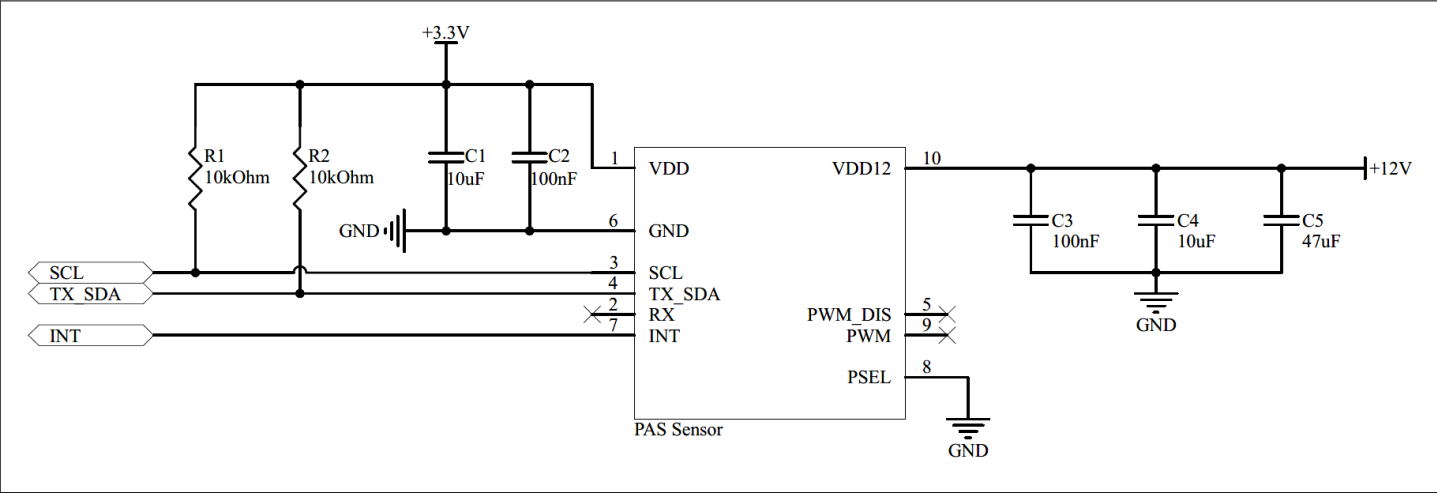 +3.3V
R1
10kOhm
R2
10kOhm
C1
10uF
C2
100nF
1 VDD
VDD12 10
+12V
GND
6 GND
C3
100nF
C4
10uF
C5
47uF
SCL
3 SCL
TX_SDA
4 TX_SDA
2 RX
PWM_DIS 5
INT
7 INT
PWM 9
GND
PSEL 8
PAS Sensor
GND